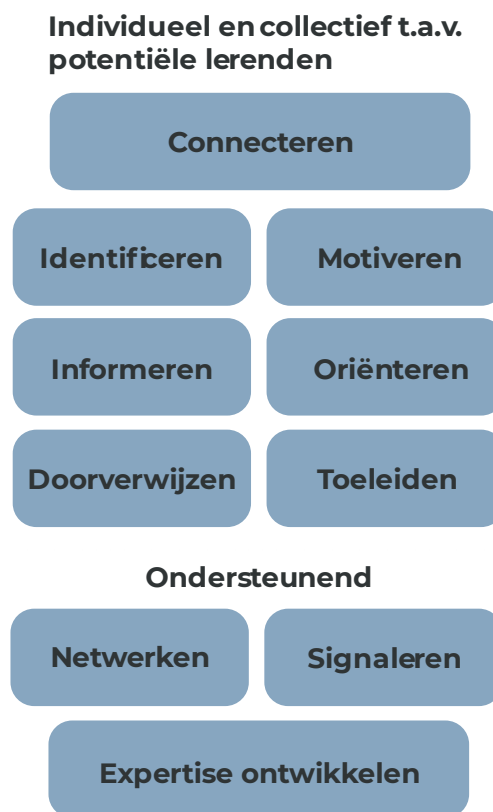 Individueel en collectief t.a.v.
potentiële lerenden
Connecteren
Identificeren
Motiveren
Informeren
Oriënteren
Doorverwijzen
Toeleiden
Ondersteunend
Netwerken
Signaleren
Expertise ontwikkelen